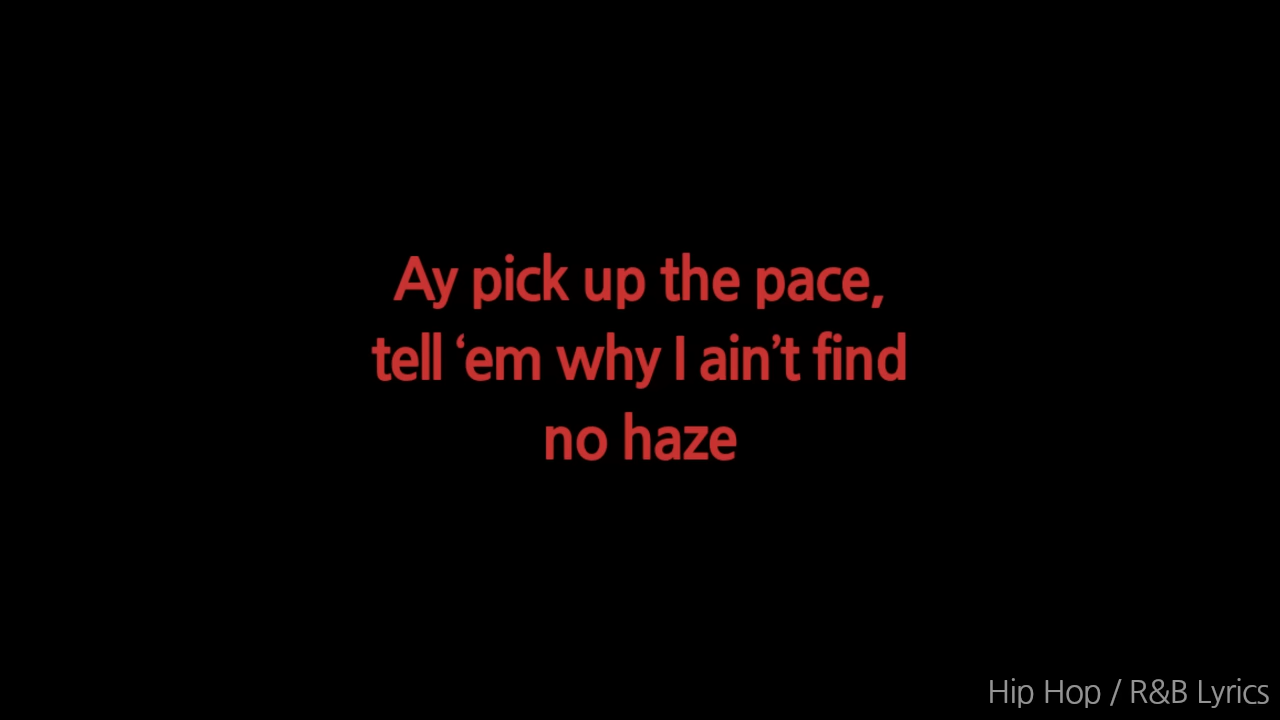 Ay pick up the pace,
tell ‘em why I ain’t find
no haze
Hip Hop / R&B Lyrics